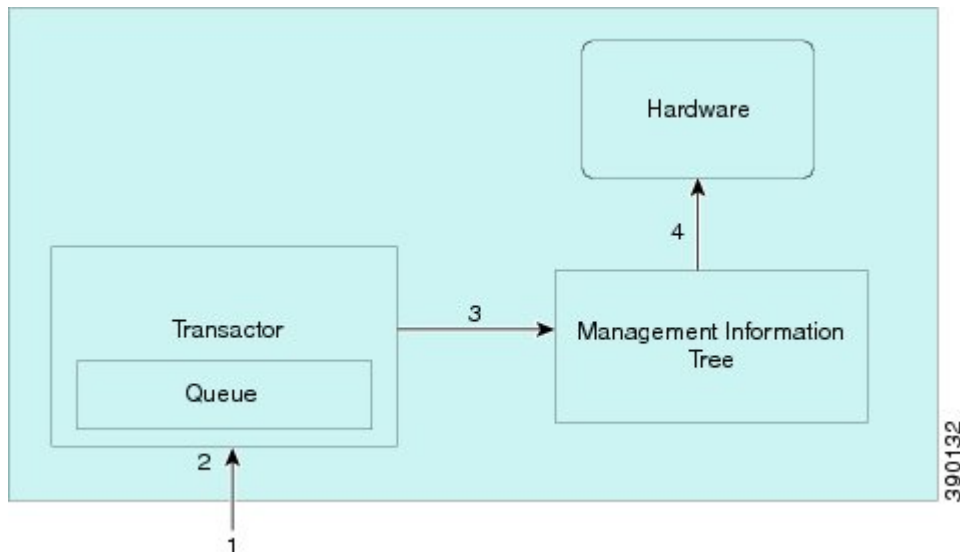 Hardware
4
Transactor
3
Management Information
Tree
Queue
2
1
390132